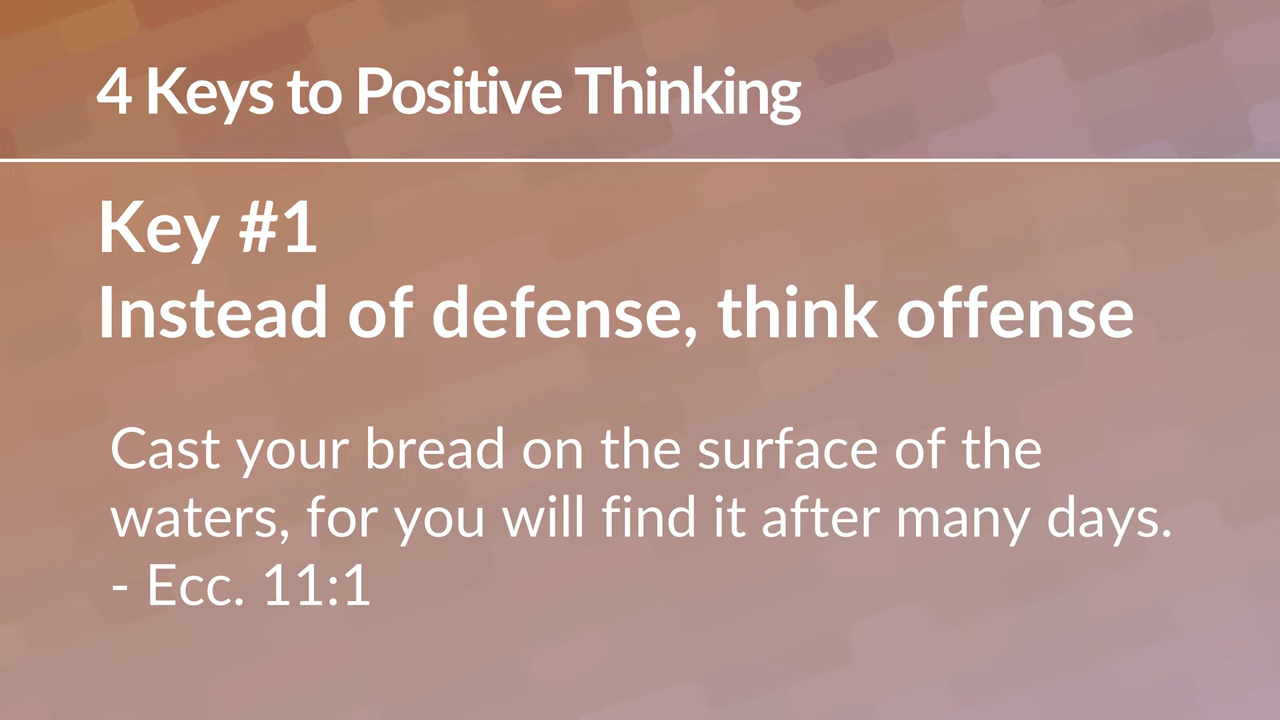 4 Keys to Positive Thinking
Key #1
Instead of defense, think offense
Cast your bread on the surface of the
waters, for you will find it after many days.
- Ecc. 11:1